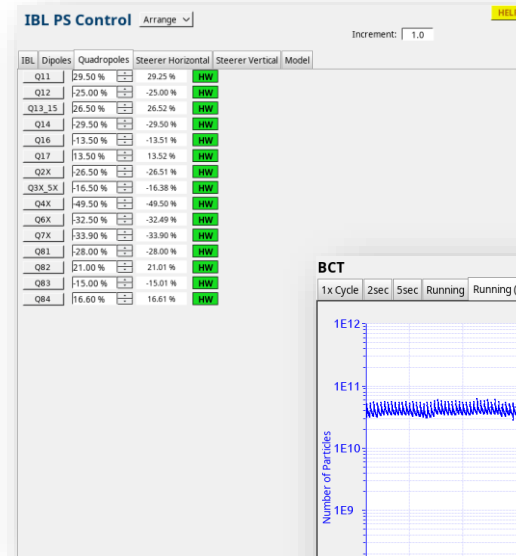 IBL PS Control Arrange
HEL
Increment: 1.0
IBL Dipoles Quadropoles Steerer Horizontal Steerer Vertical Model
Q11 29.50 % 29.25 % HW
Q12 -25.00 % -25.00 % HW
Q13_15 26.50 % 26.52 % HW
Q14 -29.50 % -29.50 % HW
Q16 -13.50 % -13.51 % HW
Q17 13.50 % 13.52 % HW
Q2X -26.50 % -26.51 % HW
Q3X_5X -16.50 % -16.38 % HW
Q4X -49.50 % -49.50 % HW
Q6X -32.50 % -32.49 % HW
Q7X -33.90 % -33.90 % HW
Q81 -28.00 % -28.00 % HW
Q82 21.00 % 21.01 % HW
Q83 -15.00 % -15.01 % HW
Q84 16.60 % 16.61 % HW
BCT
1x Cycle 2sec 5sec Running Running (
1E12
1E11
1E10
1E9
Number of Particles